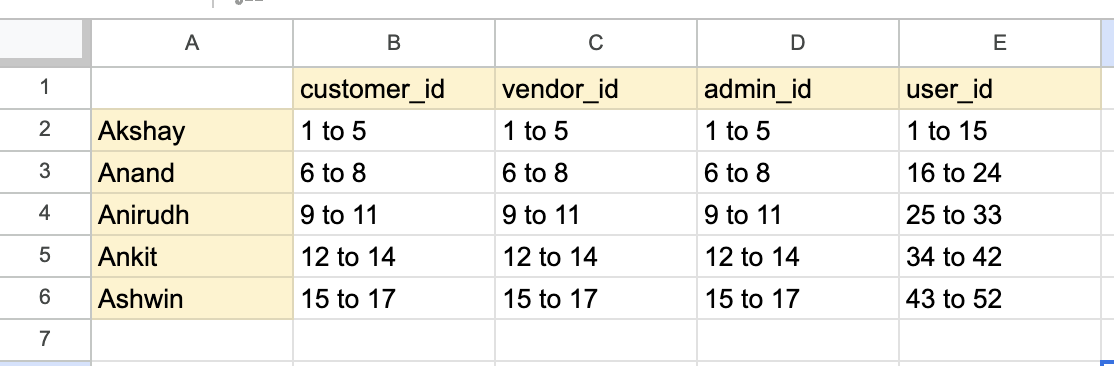 A B C D E
1 customer_id vendor_id admin_id user_id
2 Akshay 1 to 5 1 to 5 1 to 5 1 to 15
3 Anand 6 to 8 6 to 8 6 to 8 16 to 24
4 Anirudh 9 to 11 9 to 11 9 to 11 25 to 33
5 Ankit 12 to 14 12 to 14 12 to 14 34 to 42
6 Ashwin 15 to 17 15 to 17 15 to 17 43 to 52
7